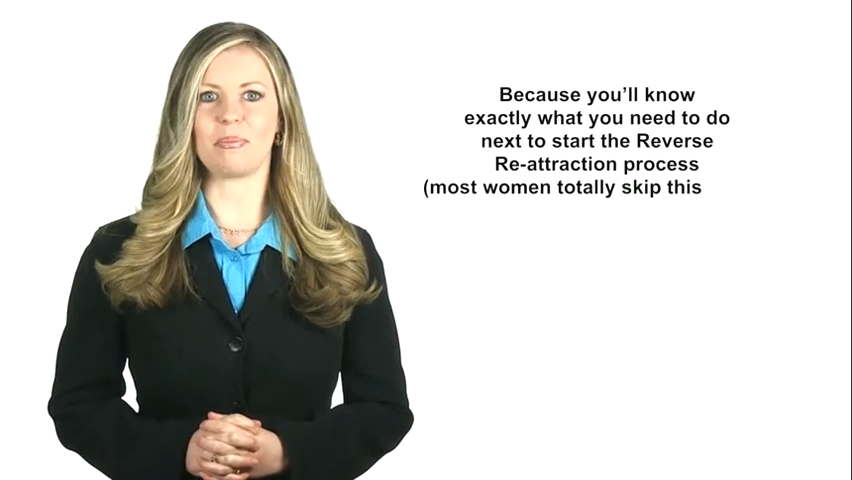 Because you’ll know
exactly what you need to do
next to start the Reverse
Re-attraction process
(most women totally skip this